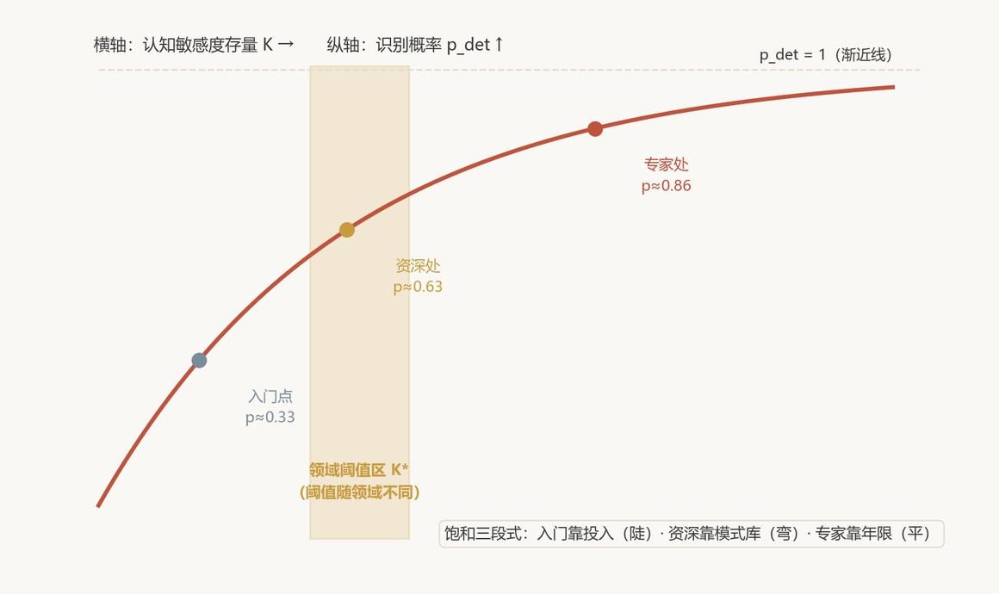 横轴：认知敏感度存量 K → 纵轴：识别概率 p_det ↑
p_det = 1（渐近线）
专家处
p≈0.86
资深处
p≈0.63
入门点
p≈0.33
领域阈值区 K*
(阈值随领域不同)
饱和三段式：入门靠投入（陡）· 资深靠模式库（弯）· 专家靠年限（平）